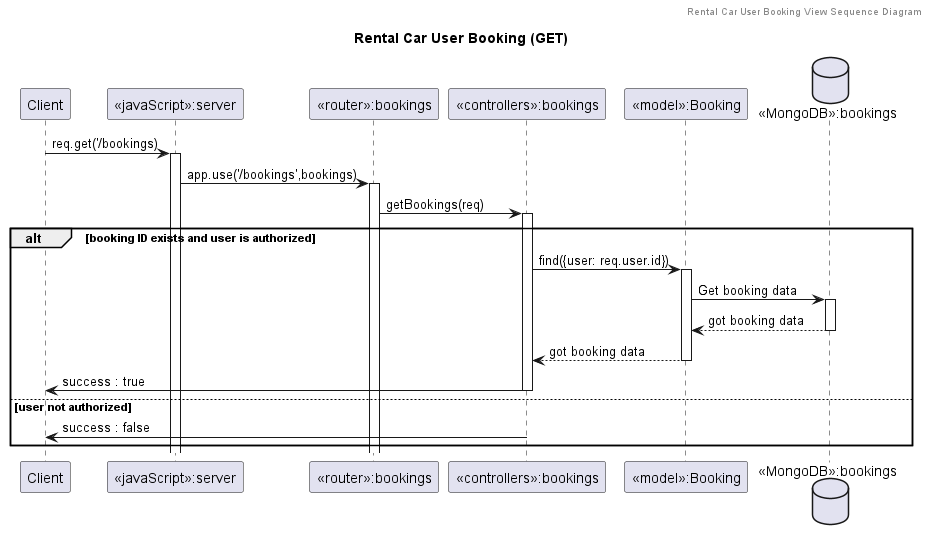 Rental Car User Booking View Sequence Diagram
Rental Car User Booking (GET)
Client
«javaScript»:server
«router»:bookings
«controllers»:bookings
«model»:Booking
«MongoDB»:bookings
req.get('/bookings)
app.use('/bookings',bookings)
getBookings(req)
alt [booking ID exists and user is authorized]
find({user: req.user.id})
Get booking data
got booking data
got booking data
success : true
[user not authorized]
success : false
Client
«javaScript»:server
«router»:bookings
«controllers»:bookings
«model»:Booking
«MongoDB»:bookings